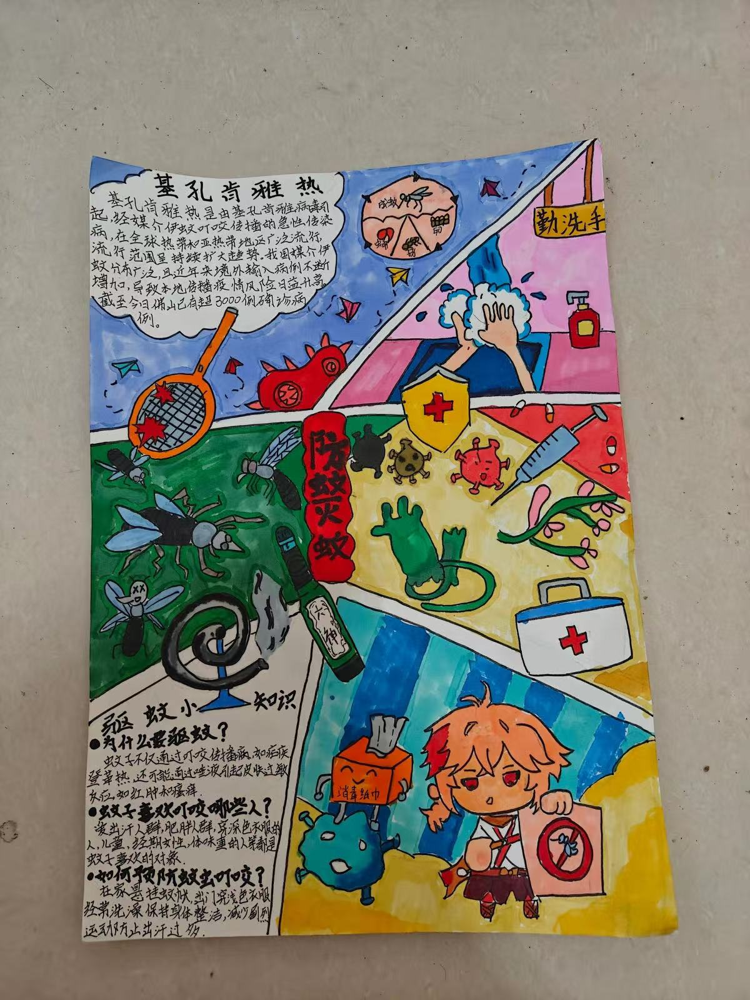 基孔肯雅热
基孔肯雅热是由基孔肯雅病毒引
起,经媒介伊蚊叮咬传播的急性传染
病,在全球热带和亚热带地区广泛流行,
流行范围呈持续扩大趋势。我国媒介伊
蚊分布广泛,且近年来境外输入病例不断
增加,导致本地传播疫情风险日益升高。
截至今日佛山已有超3000例确诊病
例。
成蚊
卵
蛹
勤洗手
防蚊灭蚊
六神
驱蚊小知识
●为什么要驱蚊?
蚊子不仅通过叮咬传播病,如疟疾
登革热,还可能通过唾液引起皮肤过敏
反应,如红肿和瘙痒.
●蚊子喜欢叮咬哪些人?
爱出汗人群,肥胖人群,穿深色衣服的
人,儿童,经期女性,体味重的人等都是
蚊子喜欢的对象.
●如何预防蚊虫叮咬?
在家悬挂蚊帐,出门穿浅色衣服
经常洗澡保持身体整洁,减少剧烈
运动防止出汗过多.
消毒纸巾